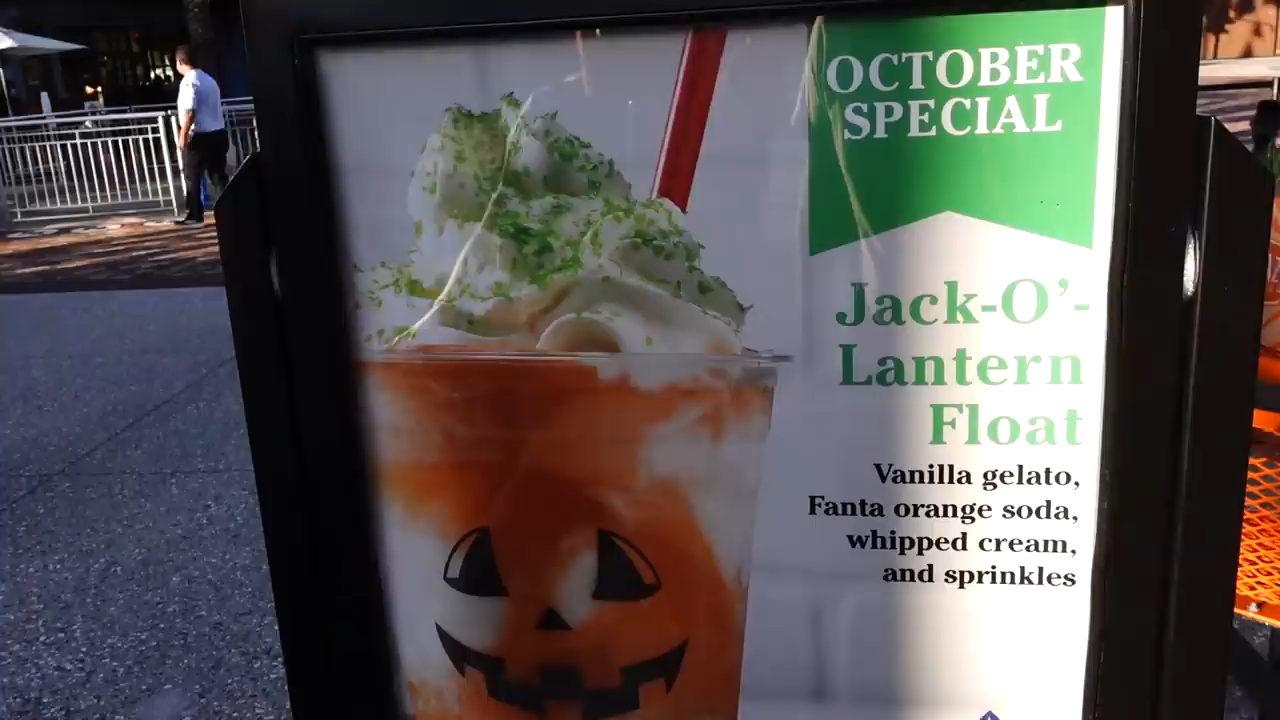 OCTOBER
SPECIAL
Jack-O'-
Lantern
Float
Vanilla gelato,
Fanta orange soda,
whipped cream,
and sprinkles